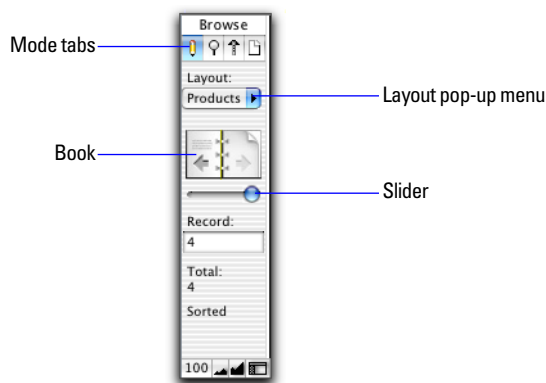 Browse
Mode tabs
Layout:
Products
Layout pop-up menu
Book
Slider
Record:
4
Total:
4
Sorted
100